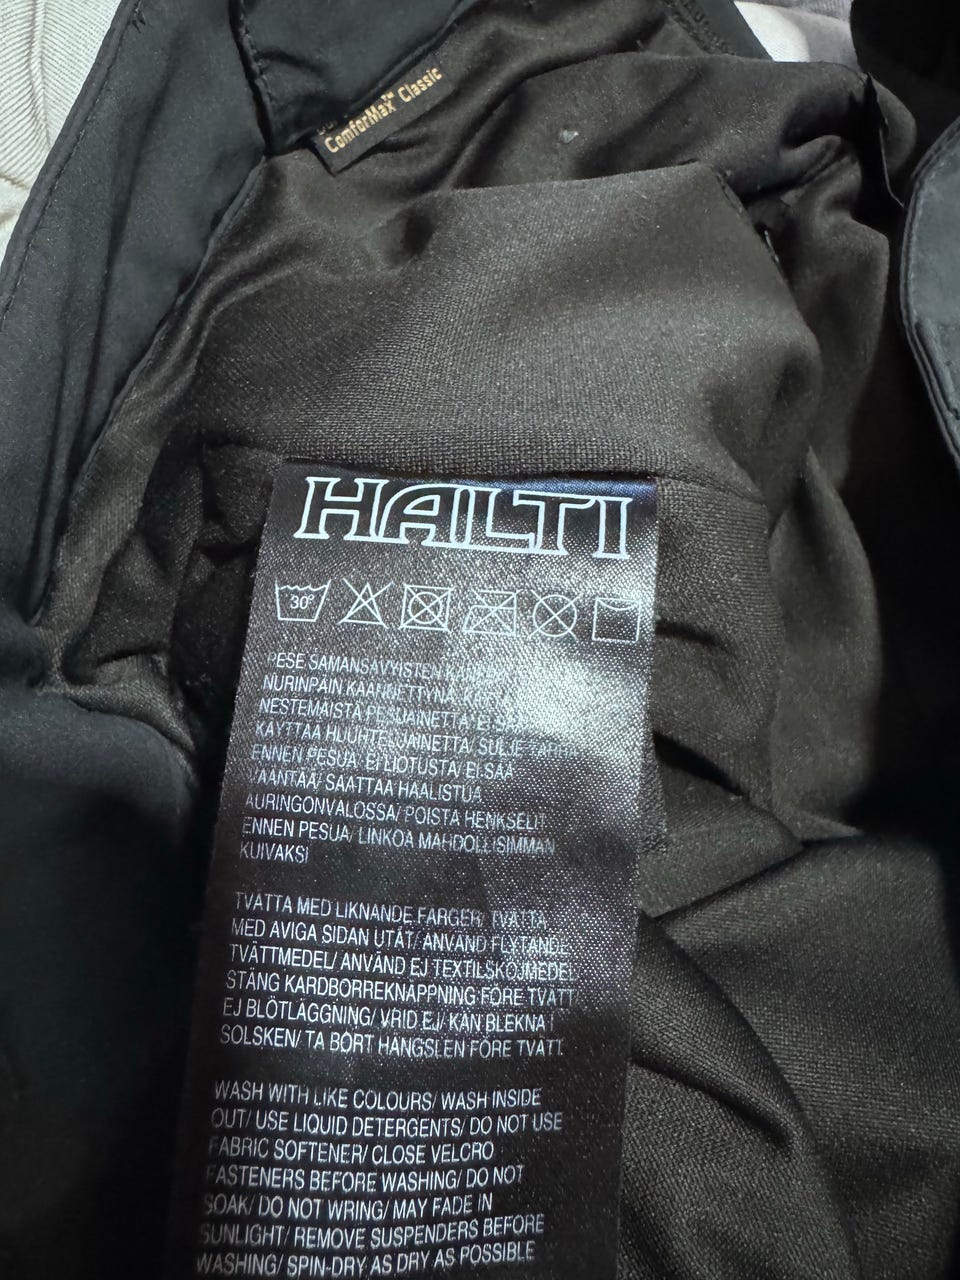 ComforMax™ Classic
HALTI
30°
PESE SAMANSÄVYISTEN
NURINPÄIN KÄÄNNETTYNÄ/
NESTEMÄISTÄ PESUAINETTA/ EI SAA
KÄYTTÄÄ HUUHTELUAINETTA/ SULJE
ENNEN PESUA/ EI LIOTUSTA/ EI SAA
VÄÄNTÄÄ/ SAATTAA HAALISTUA
AURINGONVALOSSA/ POISTA HENKSELIT
ENNEN PESUA/ LINKOA MAHDOLLISIMMAN
KUIVAKSI
TVÄTTA MED LIKNANDE FÄRGER/ TVÄTTA
MED AVIGA SIDAN UTÅT/ ANVÄND FLYTANDE
TVÄTTMEDEL/ ANVÄND EJ TEXTILSKÖJMEDEL
STÄNG KARDBORREKNÄPPNING FÖRE TVÄTT
EJ BLÖTLÄGGNING/ VRID EJ/ KAN BLEKNA I
SOLSKEN/ TA BORT HÄNGSLEN FÖRE TVÄTT
WASH WITH LIKE COLOURS/ WASH INSIDE
OUT/ USE LIQUID DETERGENTS/ DO NOT USE
FABRIC SOFTENER/ CLOSE VELCRO
FASTENERS BEFORE WASHING/ DO NOT
SOAK/ DO NOT WRING/ MAY FADE IN
SUNLIGHT/ REMOVE SUSPENDERS BEFORE
WASHING/ SPIN-DRY AS DRY AS POSSIBLE